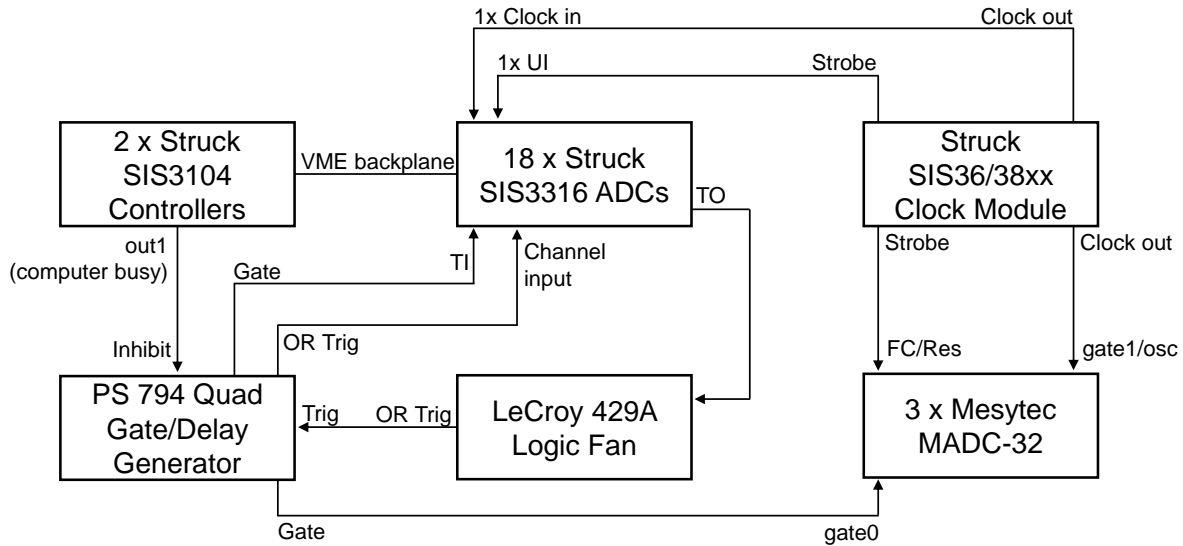 1x Clock in
Clock out
1x UI
Strobe
2 x Struck
SIS3104
Controllers
VME backplane
18 x Struck
SIS3316 ADCs
TO
Struck
SIS36/38xx
Clock Module
out1
(computer busy)
Gate
TI
Channel
input
Strobe
Clock out
Inhibit
OR Trig
FC/Res
gate1/osc
PS 794 Quad
Gate/Delay
Generator
Trig
OR Trig
LeCroy 429A
Logic Fan
3 x Mesytec
MADC-32
Gate
gate0